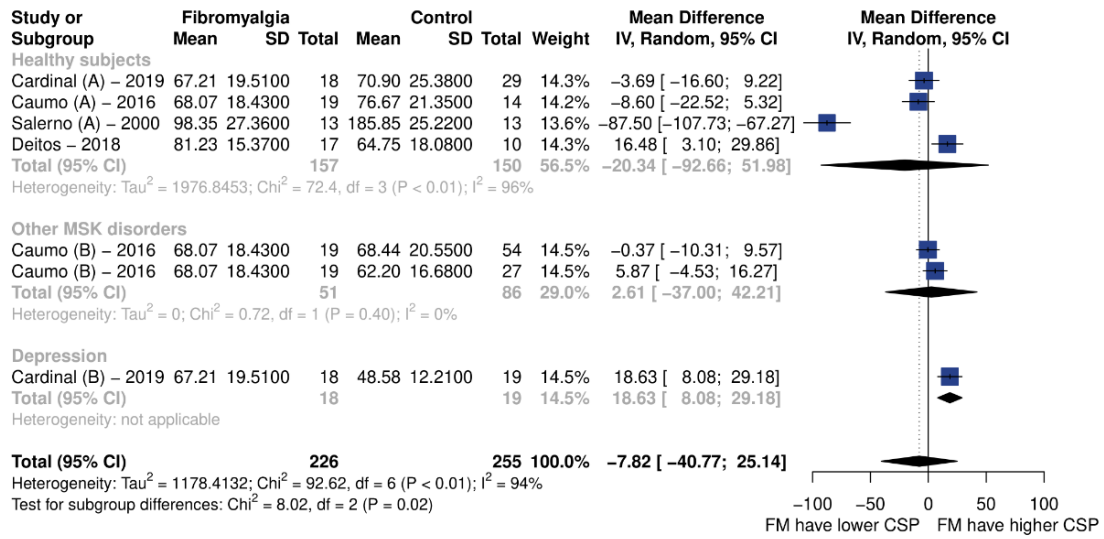 Study or Fibromyalgia Control Mean Difference Mean Difference
Subgroup Mean SD Total Mean SD Total Weight IV, Random, 95% CI IV, Random, 95% CI
Healthy subjects
Cardinal (A) − 2019 67.21 19.5100 18 70.90 25.3800 29 14.3% −3.69 [ −16.60; 9.22]
Caumo (A) − 2016 68.07 18.4300 19 76.67 21.3500 14 14.2% −8.60 [ −22.52; 5.32]
Salerno (A) − 2000 98.35 27.3600 13 185.85 25.2200 13 13.6% −87.50 [−107.73; −67.27]
Deitos − 2018 81.23 15.3700 17 64.75 18.0800 10 14.3% 16.48 [ 3.10; 29.86]
Total (95% CI) 157 150 56.5% −20.34 [ −92.66; 51.98]
Heterogeneity: Tau² = 1976.8453; Chi² = 72.4, df = 3 (P < 0.01); I² = 96%
Other MSK disorders
Caumo (B) − 2016 68.07 18.4300 19 68.44 20.5500 54 14.5% −0.37 [ −10.31; 9.57]
Caumo (B) − 2016 68.07 18.4300 19 62.20 16.6800 27 14.5% 5.87 [ −4.53; 16.27]
Total (95% CI) 51 86 29.0% 2.61 [ −37.00; 42.21]
Heterogeneity: Tau² = 0; Chi² = 0.72, df = 1 (P = 0.40); I² = 0%
Depression
Cardinal (B) − 2019 67.21 19.5100 18 48.58 12.2100 19 14.5% 18.63 [ 8.08; 29.18]
Total (95% CI) 18 19 14.5% 18.63 [ 8.08; 29.18]
Heterogeneity: not applicable
Total (95% CI) 226 255 100.0% −7.82 [ −40.77; 25.14]
Heterogeneity: Tau² = 1178.4132; Chi² = 92.62, df = 6 (P < 0.01); I² = 94%
Test for subgroup differences: Chi² = 8.02, df = 2 (P = 0.02)
−100 −50 0 50 100
FM have lower CSP FM have higher CSP